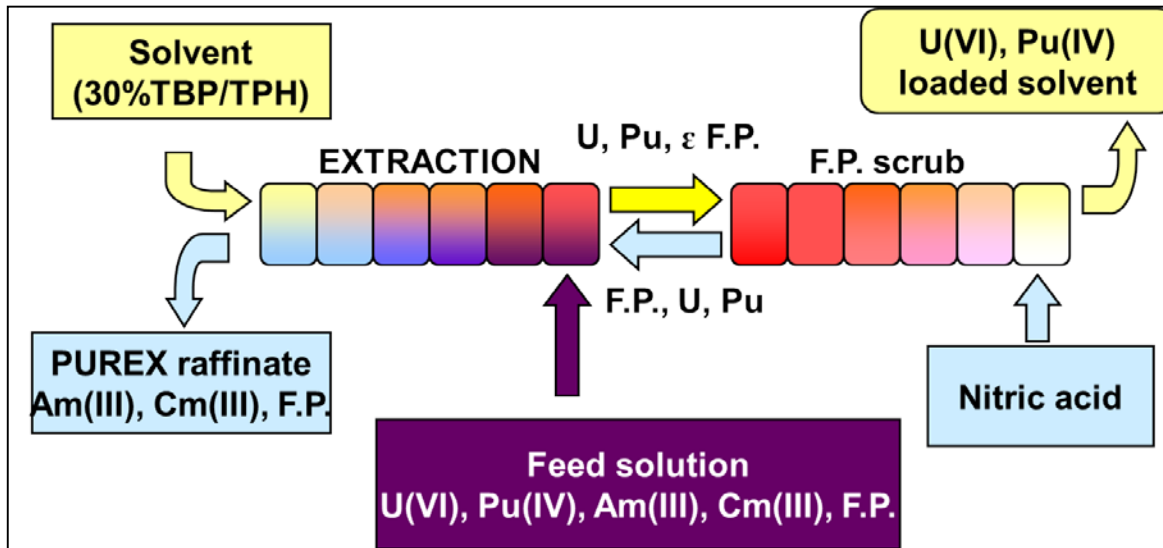 Solvent
(30%TBP/TPH)
U(VI), Pu(IV)
loaded solvent
EXTRACTION
U, Pu, ε F.P.
F.P. scrub
F.P., U, Pu
PUREX raffinate
Am(III), Cm(III), F.P.
Nitric acid
Feed solution
U(VI), Pu(IV), Am(III), Cm(III), F.P.